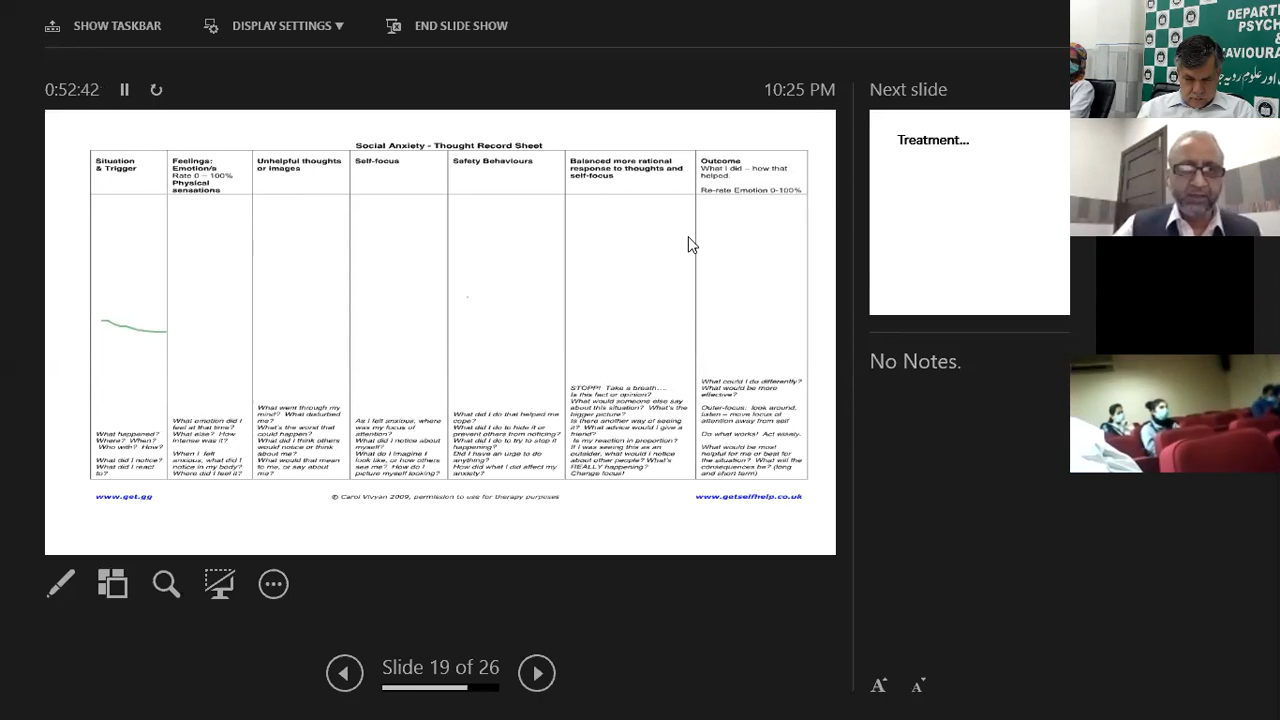 SHOW TASKBAR
DISPLAY SETTINGS ▼
END SLIDE SHOW
0:52:42
10:25 PM
Social Anxiety - Thought Record Sheet
Situation
& Trigger
Feelings:
Emotion/s
Rate 0 – 100%
Physical
sensations
Unhelpful thoughts
or images
Self-focus
Safety Behaviours
Balanced more rational
response to thoughts and
self-focus
Outcome
What I did – how that
helped.
Re-rate Emotion 0-100%
What happened?
Where? When?
Who with? How?
What did I notice?
What did I react
to?
What emotion did I
feel at that time?
What else? How
intense was it?
When I felt
anxious, what did I
notice in my body?
Where did I feel it?
What went through my
mind? What disturbed
me?
What's the world that
could happen?
What did I think others
would notice or think
about me?
What would that mean
to me, or say about
me?
As I felt anxious, where
was my focus of
attention?
What did I notice about
myself?
What do I imagine I
look like, or how others
see me? How do I
picture myself looking?
What did I do that helped me
cope?
What did I do to hide it or
prevent others from noticing?
What did I do to try to stop it
happening?
Did I have an urge to do
anything?
How did what I did affect my
anxiety?
STOPP! Take a breath....
Is this fact or opinion?
What would someone else say
about this situation? What's the
bigger picture?
Is there another way of seeing
it? What advice would I give a
friend?
Is my reaction in proportion?
If I was seeing this as an
outsider, what would I notice
about other people? What's
REALLY happening?
Change focus!
What could I do differently?
What would be more
effective?
Outer-focus: look around,
listen – move focus of
attention away from self
Do what works! Act wisely.
What would be most
helpful for me or best for
the situation? What will the
consequences be? (long
and short term)
www.get.gg
© Carol Vivyan 2009, permission to use for therapy purposes
www.getselfhelp.co.uk
Slide 19 of 26
Next slide
Treatment...
No Notes.
A
A
DEPART
PSYCH
AVIOURA